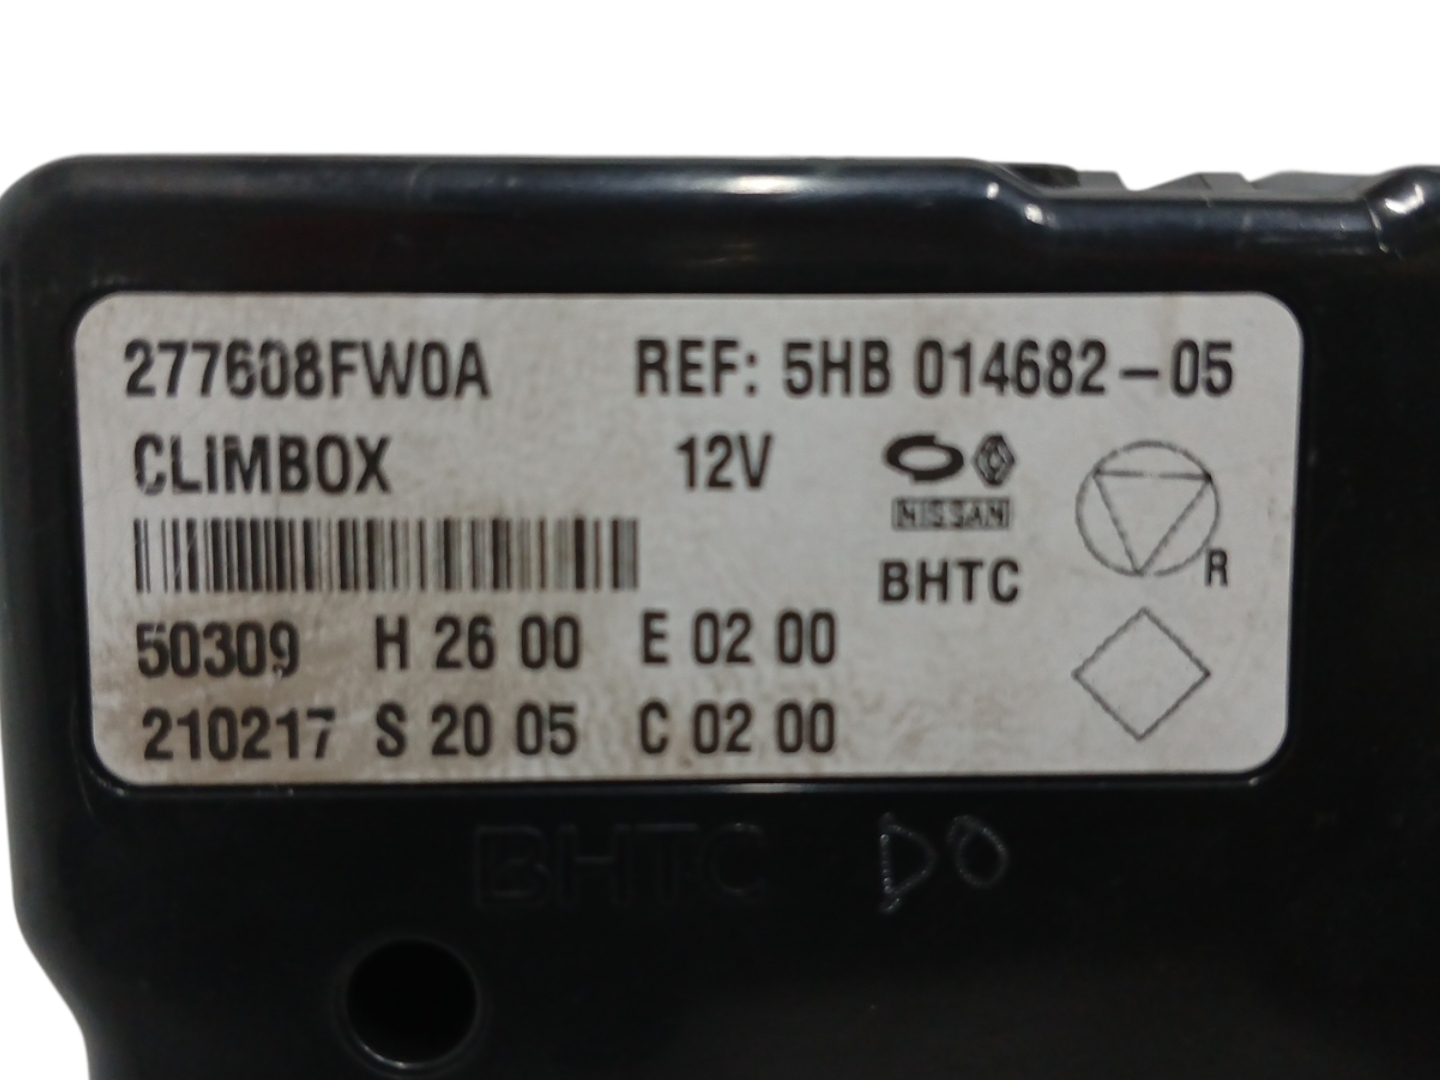 277608FW0A REF: 5HB 014682-05
CLIMBOX 12V
NISSAN
BHTC
R
50309 H 26 00 E 02 00
210217 S 20 05 C 02 00
BHTC DO